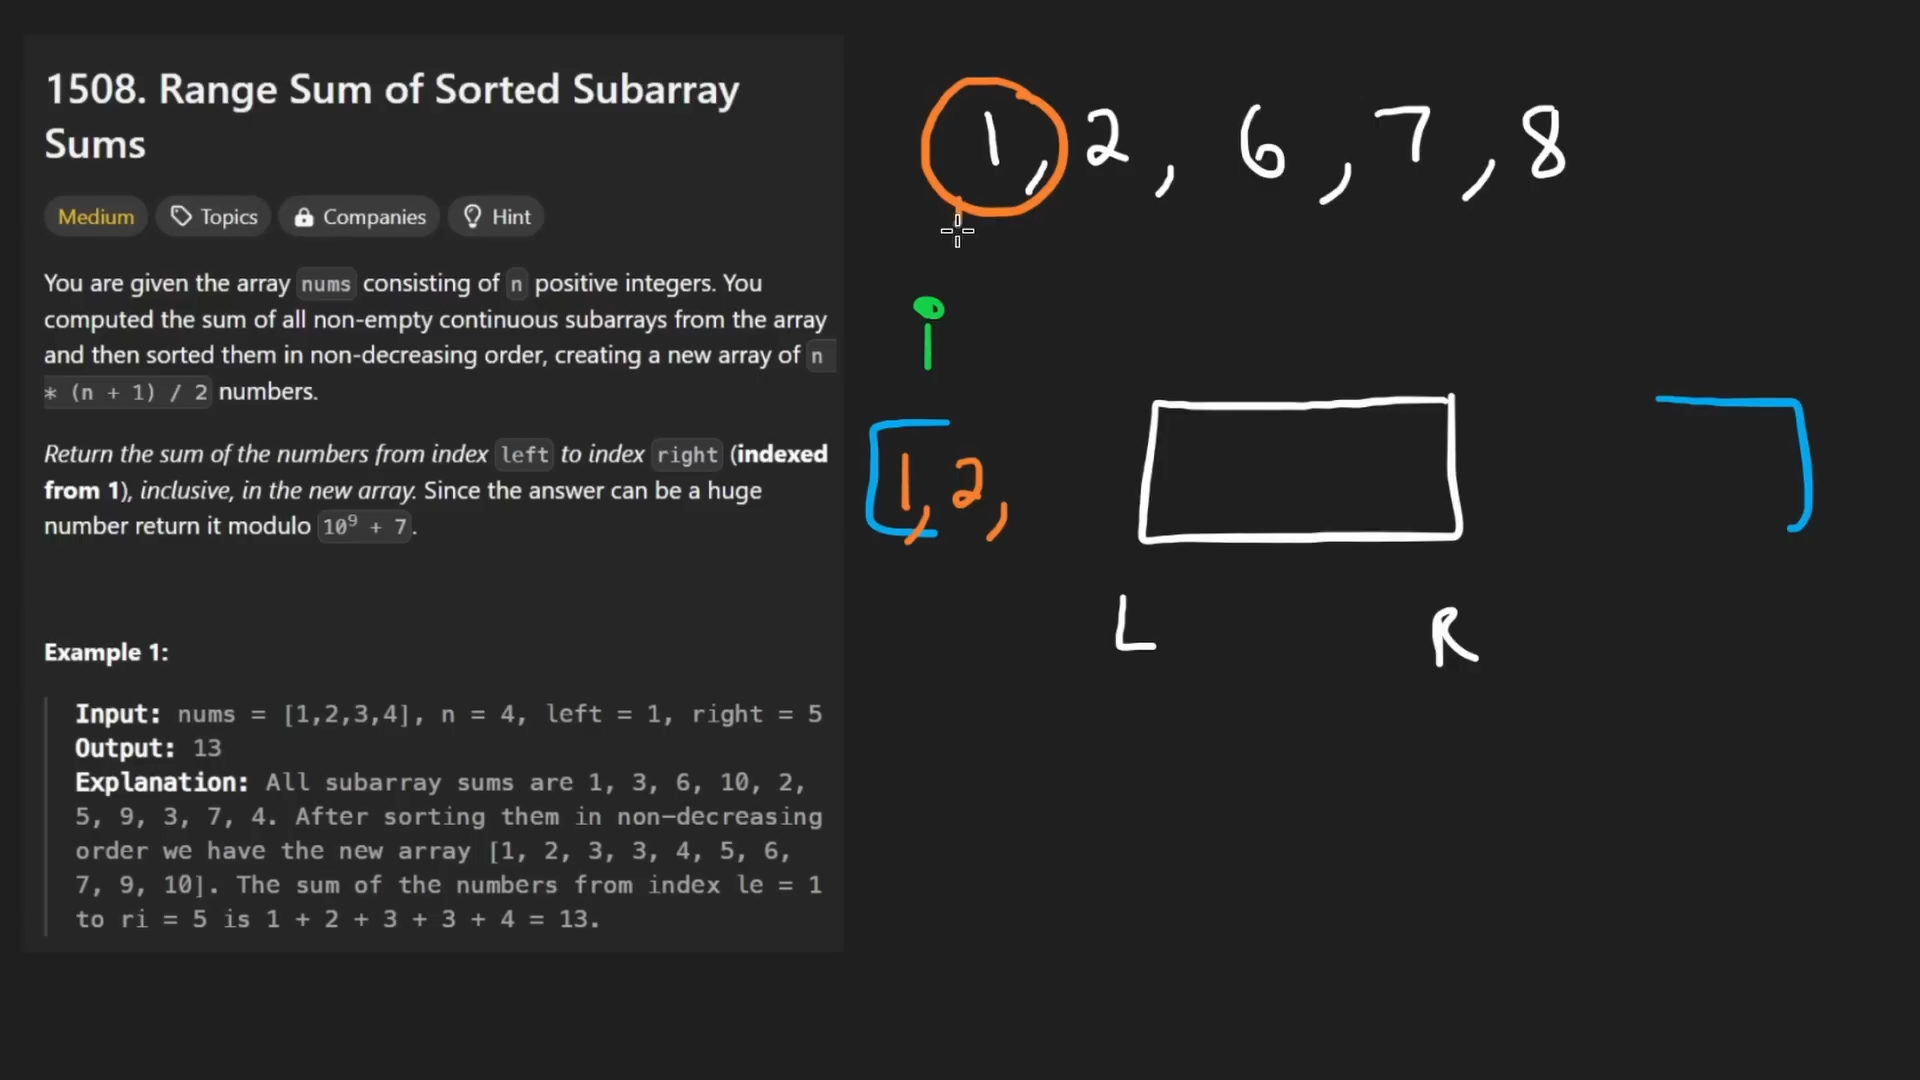 1508. Range Sum of Sorted Subarray
Sums
Medium Topics Companies Hint
You are given the array nums consisting of n positive integers. You
computed the sum of all non-empty continuous subarrays from the array
and then sorted them in non-decreasing order, creating a new array of n
* (n + 1) / 2 numbers.
Return the sum of the numbers from index left to index right (indexed
from 1), inclusive, in the new array. Since the answer can be a huge
number return it modulo 10⁹ + 7.
Example 1:
Input: nums = [1,2,3,4], n = 4, left = 1, right = 5
Output: 13
Explanation: All subarray sums are 1, 3, 6, 10, 2,
5, 9, 3, 7, 4. After sorting them in non-decreasing
order we have the new array [1, 2, 3, 3, 4, 5, 6,
7, 9, 10]. The sum of the numbers from index le = 1
to ri = 5 is 1 + 2 + 3 + 3 + 4 = 13.
1, 2, 6, 7, 8
i
[1, 2, ]
L R